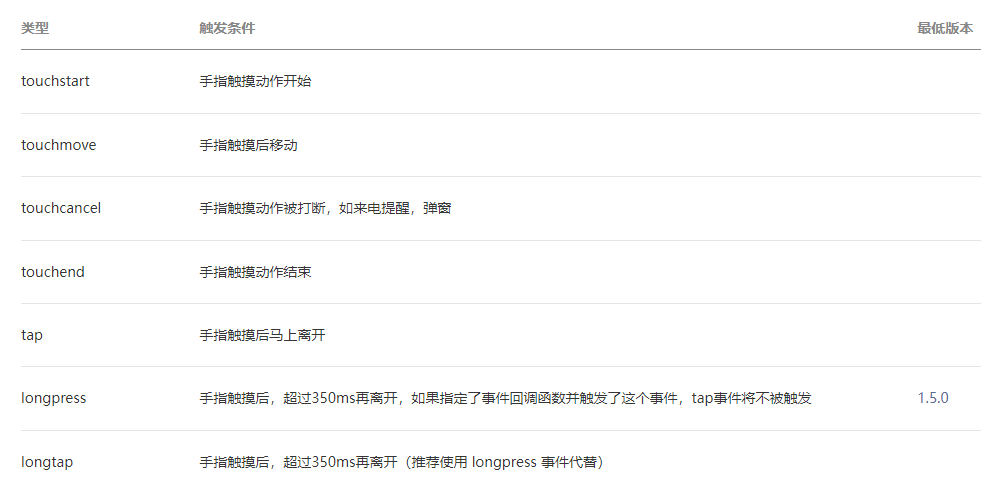 类型 触发条件 最低版本
touchstart 手指触摸动作开始
touchmove 手指触摸后移动
touchcancel 手指触摸动作被打断，如来电提醒，弹窗
touchend 手指触摸动作结束
tap 手指触摸后马上离开
longpress 手指触摸后，超过350ms再离开，如果指定了事件回调函数并触发了这个事件，tap事件将不被触发 1.5.0
longtap 手指触摸后，超过350ms再离开（推荐使用 longpress 事件代替）